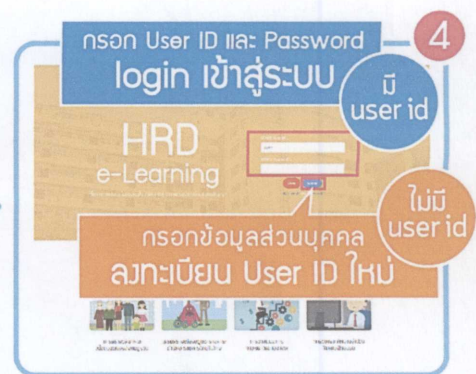 กรอก User ID และ Password
4
login เข้าสู่ระบบ
มี
user id
HRD
e-Learning
ไม่มี
user id
กรอกข้อมูลส่วนบุคคล
ลงทะเบียน User ID ใหม่